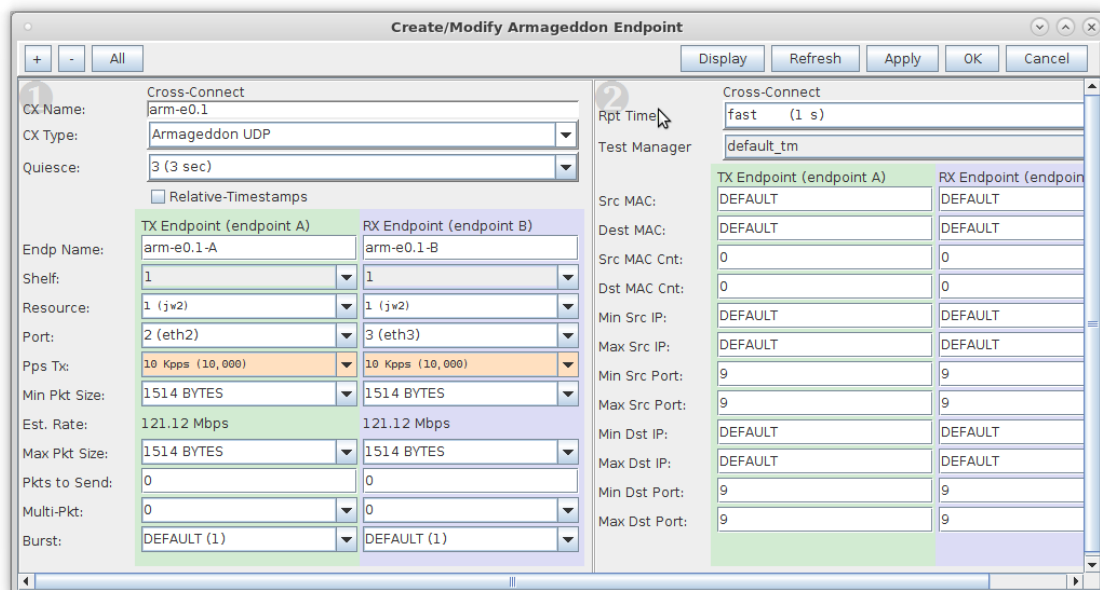 Create/Modify Armageddon Endpoint
+ - All Display Refresh Apply OK Cancel
1
Cross-Connect
CX Name: arm-e0.1
CX Type: Armageddon UDP
Quiesce: 3 (3 sec)
Relative-Timestamps
TX Endpoint (endpoint A) RX Endpoint (endpoint B)
Endp Name: arm-e0.1-A arm-e0.1-B
Shelf: 1 1
Resource: 1 (jw2) 1 (jw2)
Port: 2 (eth2) 3 (eth3)
Pps Tx: 10 Kpps (10,000) 10 Kpps (10,000)
Min Pkt Size: 1514 BYTES 1514 BYTES
Est. Rate: 121.12 Mbps 121.12 Mbps
Max Pkt Size: 1514 BYTES 1514 BYTES
Pkts to Send: 0 0
Multi-Pkt: 0 0
Burst: DEFAULT (1) DEFAULT (1)
2
Cross-Connect
Rpt Time fast (1 s)
Test Manager default_tm
TX Endpoint (endpoint A) RX Endpoint (endpoin
Src MAC: DEFAULT DEFAULT
Dest MAC: DEFAULT DEFAULT
Src MAC Cnt: 0 0
Dst MAC Cnt: 0 0
Min Src IP: DEFAULT DEFAULT
Max Src IP: DEFAULT DEFAULT
Min Src Port: 9 9
Max Src Port: 9 9
Min Dst IP: DEFAULT DEFAULT
Max Dst IP: DEFAULT DEFAULT
Min Dst Port: 9 9
Max Dst Port: 9 9